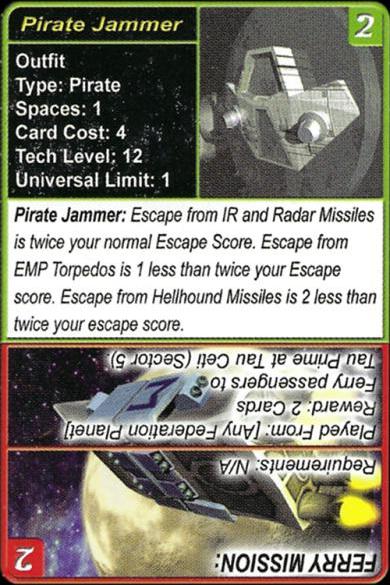 Pirate Jammer
2
Outfit
Type: Pirate
Spaces: 1
Card Cost: 4
Tech Level: 12
Universal Limit: 1
Pirate Jammer: Escape from IR and Radar Missiles
is twice your normal Escape Score. Escape from
EMP Torpedos is 1 less than twice your Escape
score. Escape from Hellhound Missiles is 2 less than
twice your escape score.
FERRY MISSION:
2
Requirements: N/A
Played From: [Any Federation Planet]
Reward: 2 Cards
Ferry passengers to
Tau Prime at Tau Ceti (Sector 5)